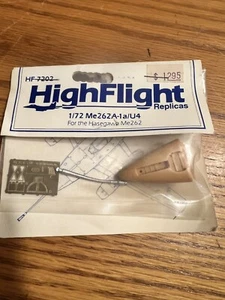 HF 7202
$ 12.95
HighFlight
Replicas
1/72 Me262A-1a/U4
For the Hasegawa Me262